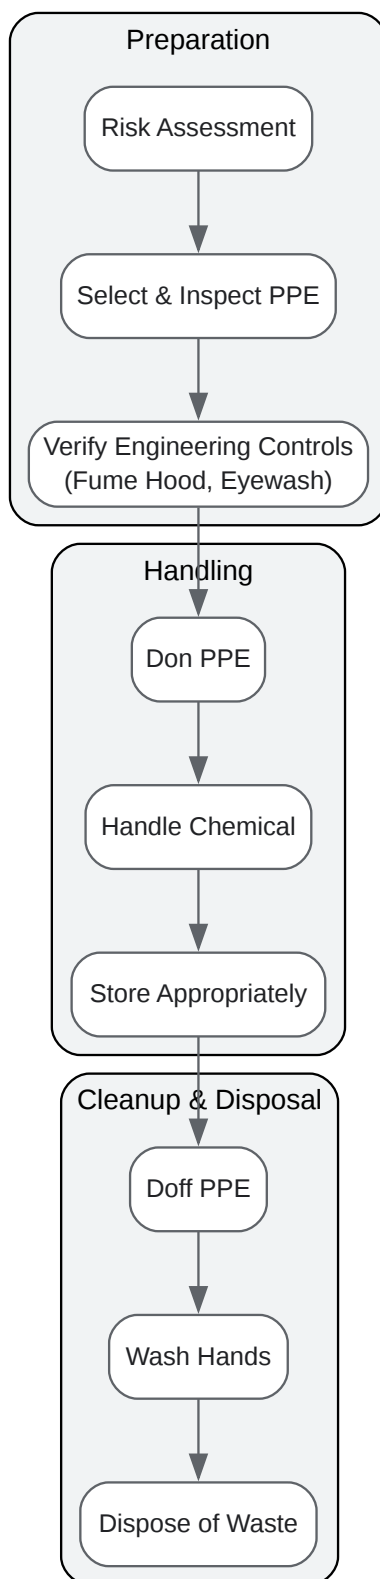 Preparation
Risk Assessment
Select & Inspect PPE
Verify Engineering Controls
(Fume Hood, Eyewash)
Handling
Don PPE
Handle Chemical
Store Appropriately
Cleanup & Disposal
Doff PPE
Wash Hands
Dispose of Waste